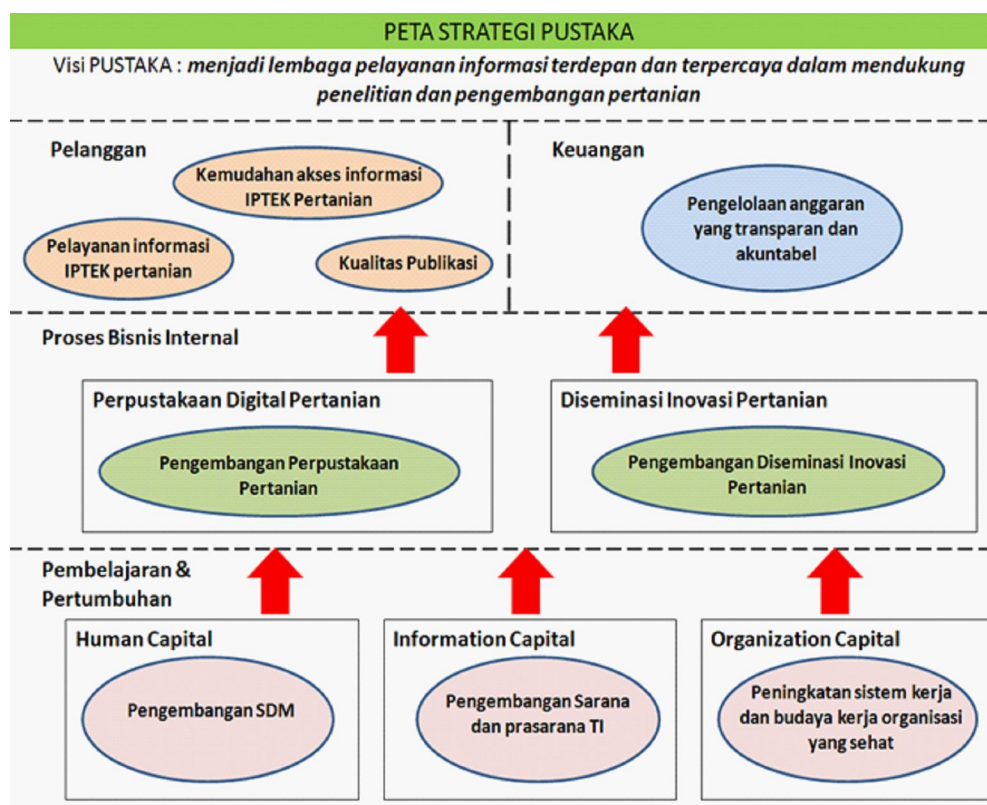 PETA STRATEGI PUSTAKA
Visi PUSTAKA : menjadi lembaga pelayanan informasi terdepan dan terpercaya dalam mendukung
penelitian dan pengembangan pertanian
Pelanggan
Kemudahan akses informasi
IPTEK Pertanian
Pelayanan informasi
IPTEK pertanian
Kualitas Publikasi
Keuangan
Pengelolaan anggaran
yang transparan dan
akuntabel
Proses Bisnis Internal
Perpustakaan Digital Pertanian
Pengembangan Perpustakaan
Pertanian
Diseminasi Inovasi Pertanian
Pengembangan Diseminasi Inovasi
Pertanian
Pembelajaran &
Pertumbuhan
Human Capital
Pengembangan SDM
Information Capital
Pengembangan Sarana
dan prasarana TI
Organization Capital
Peningkatan sistem kerja
dan budaya kerja organisasi
yang sehat